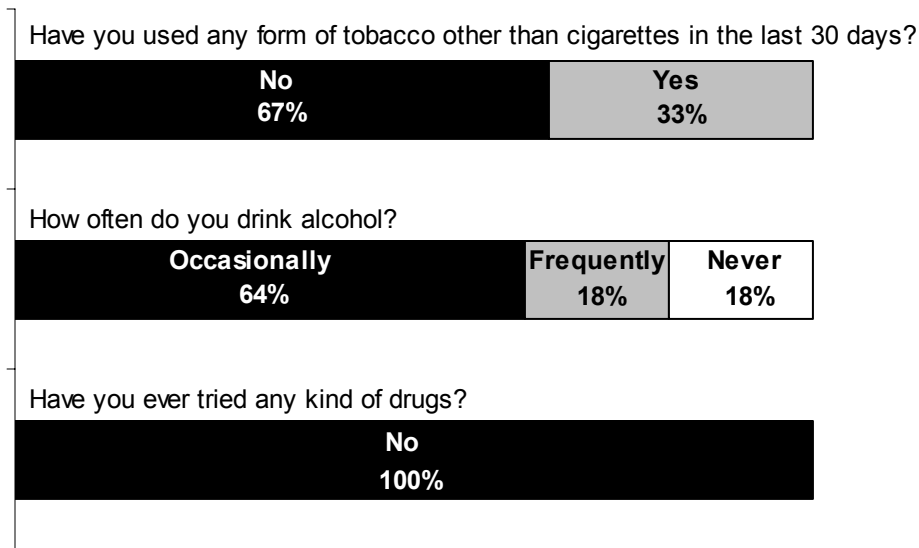 Have you used any form of tobacco other than cigarettes in the last 30 days?
No Yes
67% 33%
How often do you drink alcohol?
Occasionally Frequently Never
64% 18% 18%
Have you ever tried any kind of drugs?
No
100%